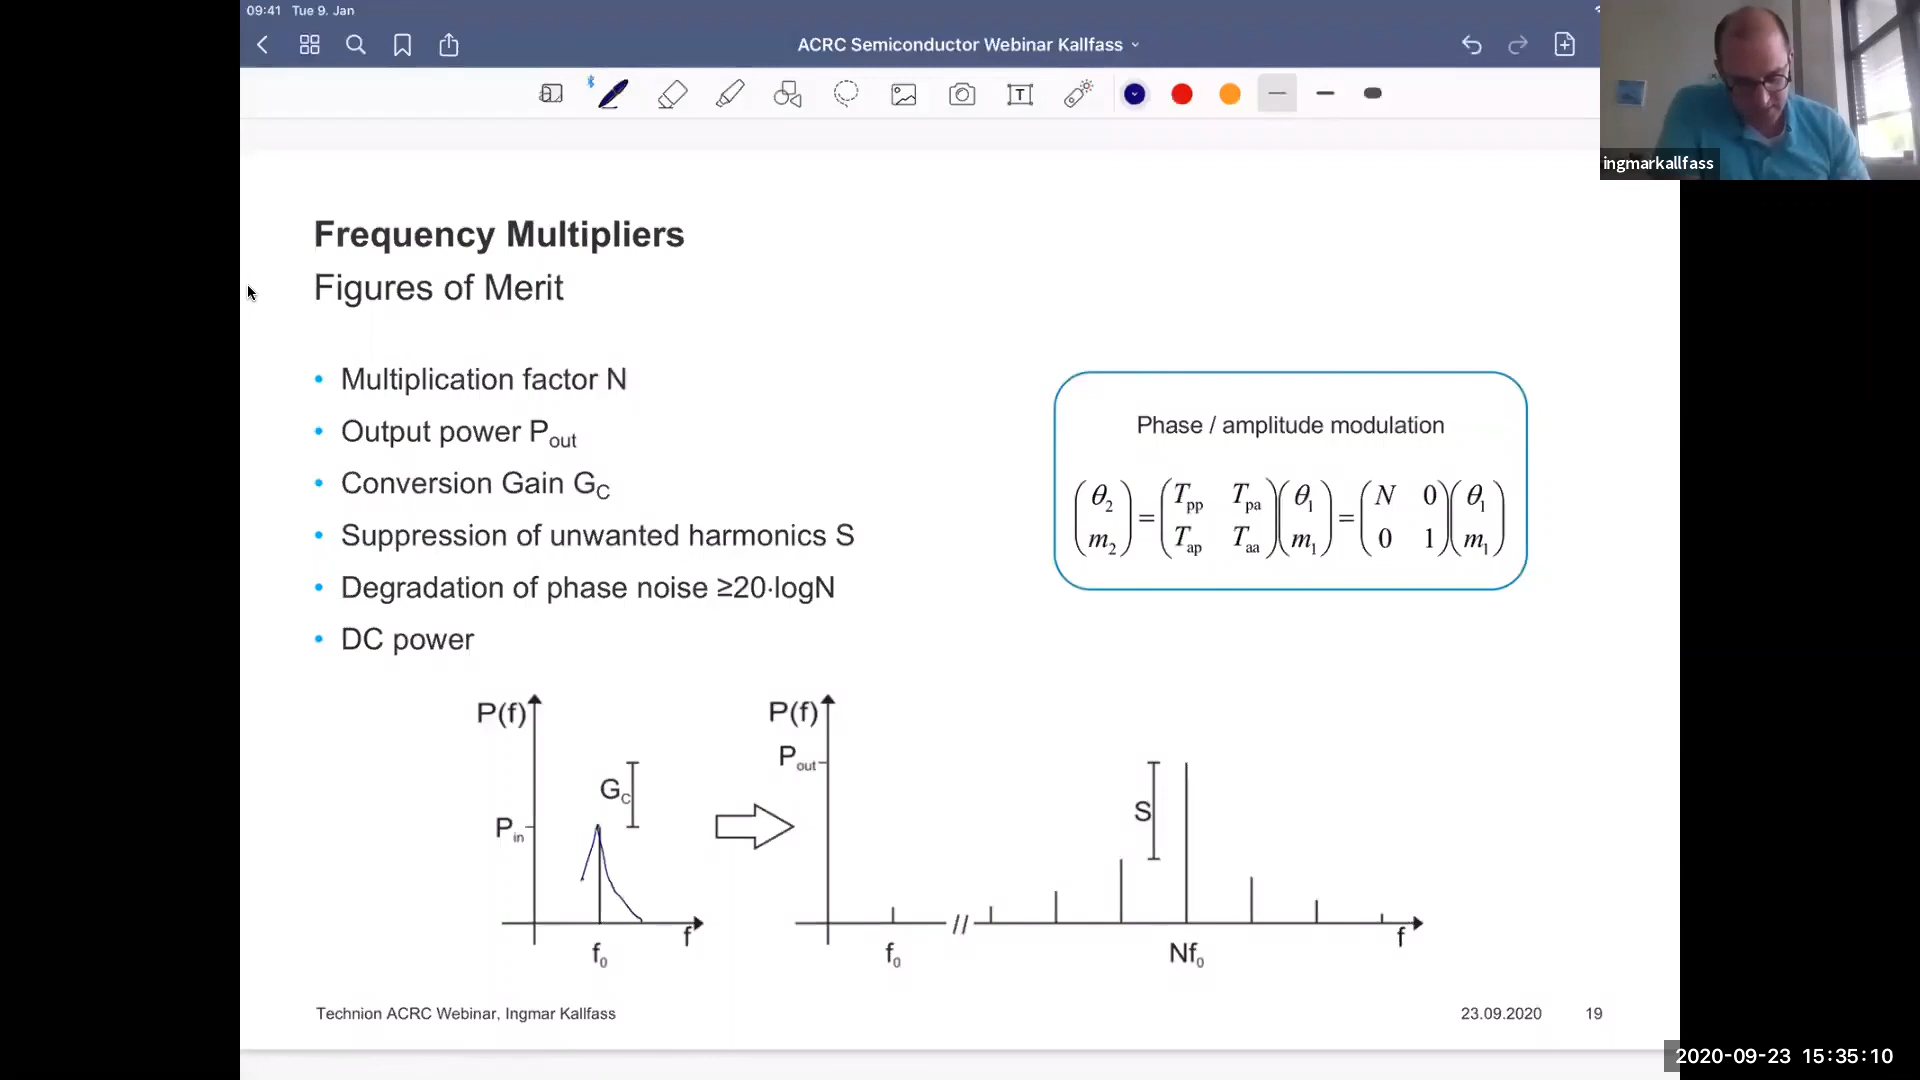 09:41 Tue 9. Jan
ACRC Semiconductor Webinar Kallfass
T
ingmarkallfass
Frequency Multipliers
Figures of Merit
• Multiplication factor N
• Output power Pout
• Conversion Gain GC
• Suppression of unwanted harmonics S
• Degradation of phase noise ≥20·logN
• DC power
Phase / amplitude modulation
(θ2 m2) = (Tpp Tpa Tap Taa)(θ1 m1) = (N 0 0 1)(θ1 m1)
P(f)
GC
Pin
f
f0
P(f)
Pout
S
//
f
f0
Nf0
Technion ACRC Webinar, Ingmar Kallfass
23.09.2020
19
2020-09-23 15:35:10